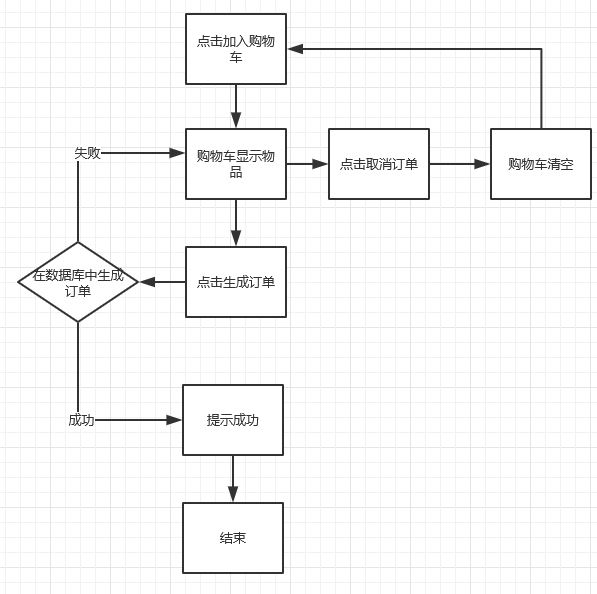 点击加入购物
车
失败
购物车显示物
品
点击取消订单
购物车清空
在数据库中生成
订单
点击生成订单
成功
提示成功
结束